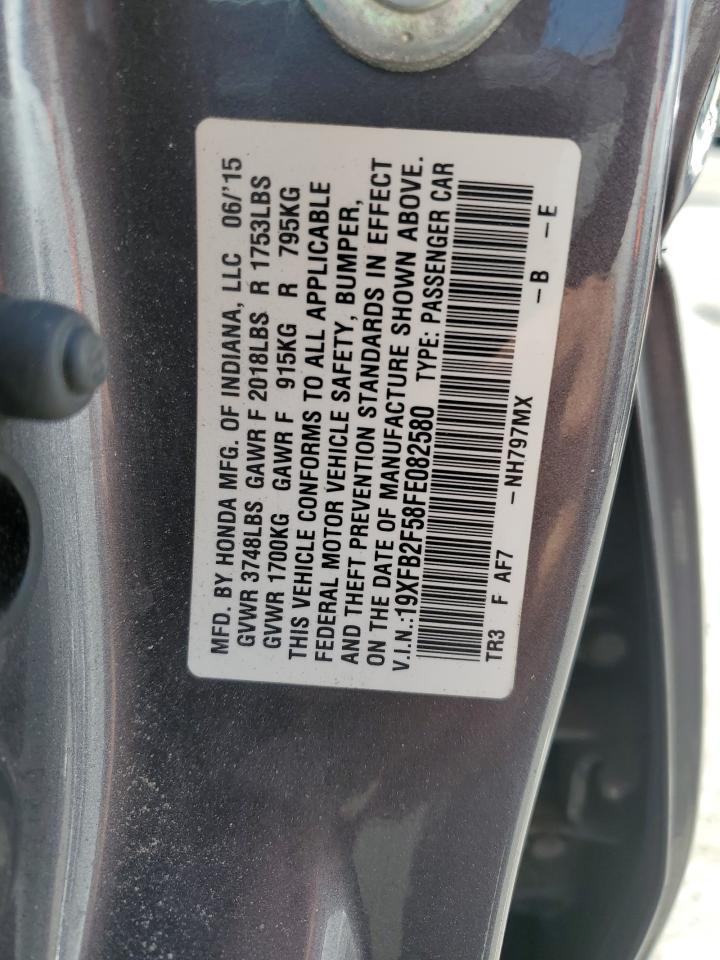 MFD. BY HONDA MFG. OF INDIANA, LLC 06/'15
GVWR 3748LBS GAWR F 2018LBS R 1753LBS
GVWR 1700KG GAWR F 915KG R 795KG
THIS VEHICLE CONFORMS TO ALL APPLICABLE
FEDERAL MOTOR VEHICLE SAFETY, BUMPER,
AND THEFT PREVENTION STANDARDS IN EFFECT
ON THE DATE OF MANUFACTURE SHOWN ABOVE.
V.I.N.:19XFB2F58FE082580 TYPE: PASSENGER CAR
TR3 F AF7 - NH797MX - B - E